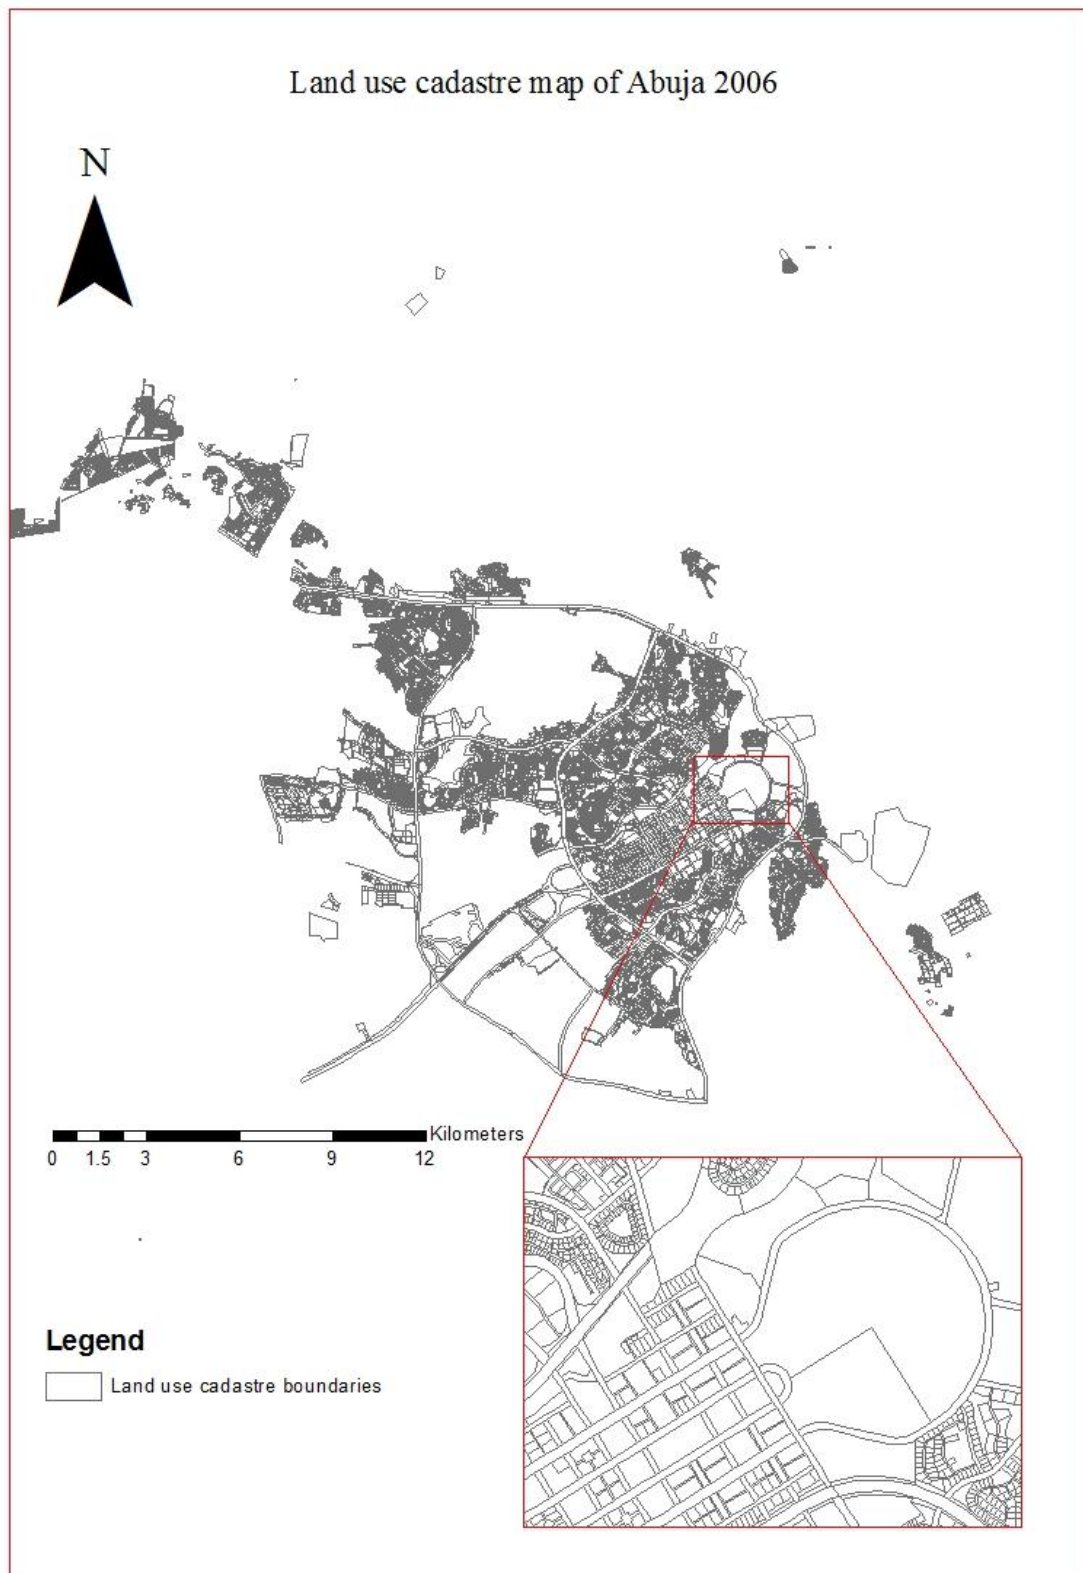 Land use cadastre map of Abuja 2006
N
Kilometers
0 1.5 3 6 9 12
Legend
Land use cadastre boundaries